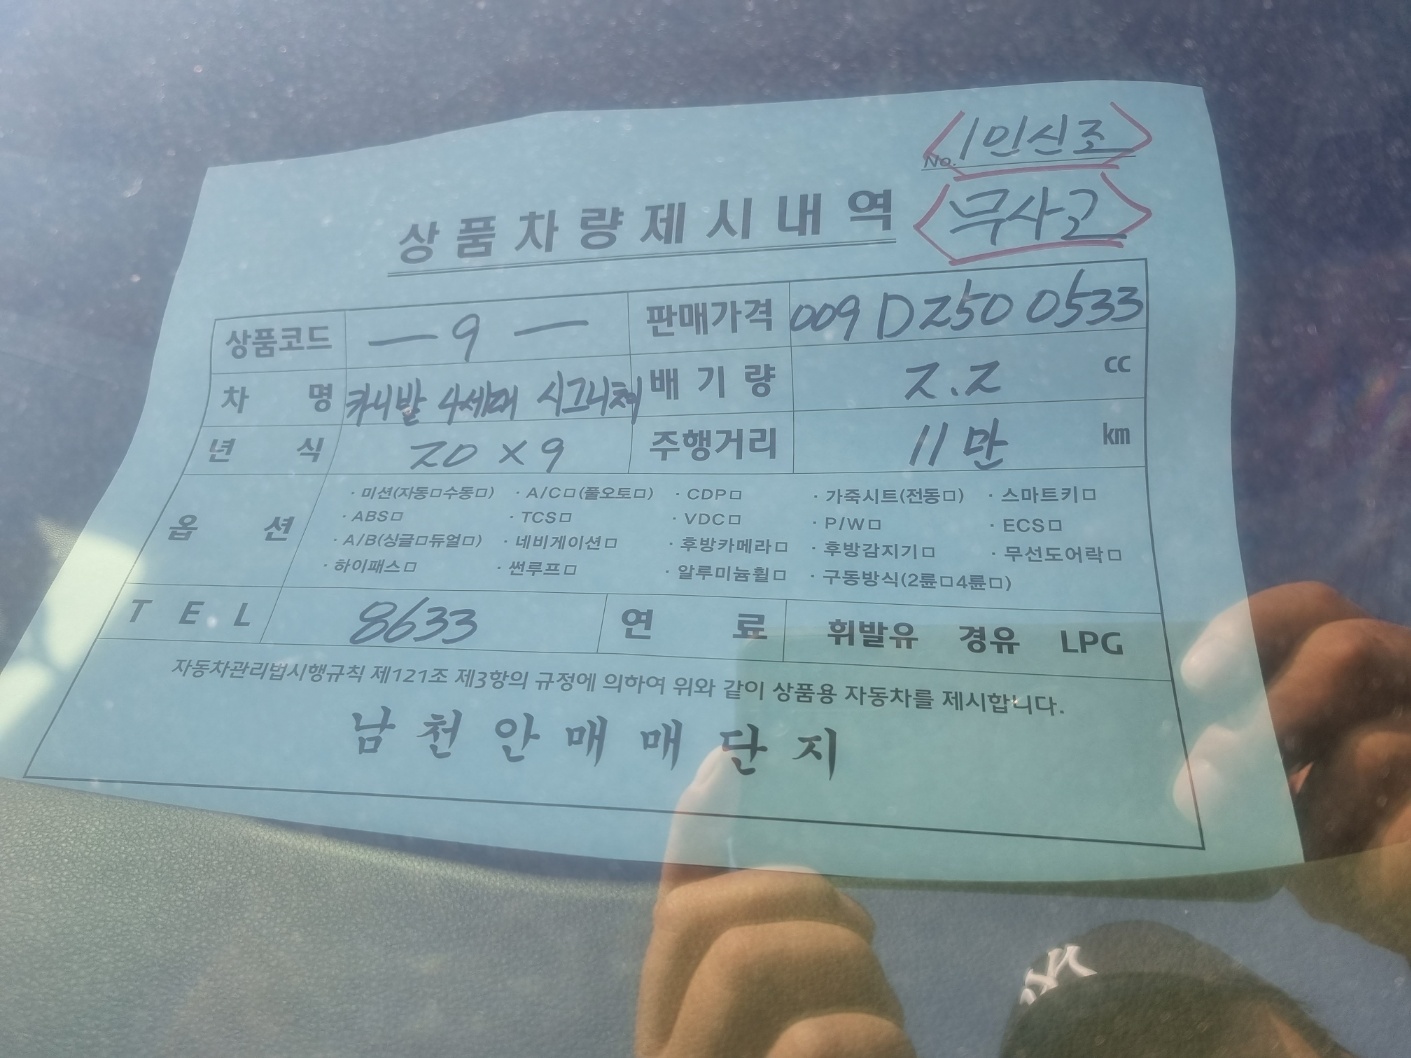 No. 1인신조
상품차량제시내역 무사고
상품코드 — 9 — 판매가격 009 D250 0533
차 명 카니발 4세대 시그니처 배 기 량 2.2 cc
년 식 20 × 9 주행거리 11만 km
옵 션
· 미션(자동□수동□) · A/C□(풀오토□) · CDP□ · 가죽시트(전동□) · 스마트키□
· ABS□ · TCS□ · VDC□ · P/W□ · ECS□
· A/B(싱글□듀얼□) · 네비게이션□ · 후방카메라□ · 후방감지기□ · 무선도어락□
· 하이패스□ · 썬루프□ · 알루미늄휠□ · 구동방식(2륜□4륜□)
T E L 8633 연 료 휘발유 경유 LPG
자동차관리법시행규칙 제121조 제3항의 규정에 의하여 위와 같이 상품용 자동차를 제시합니다.
남천안매매단지
NY